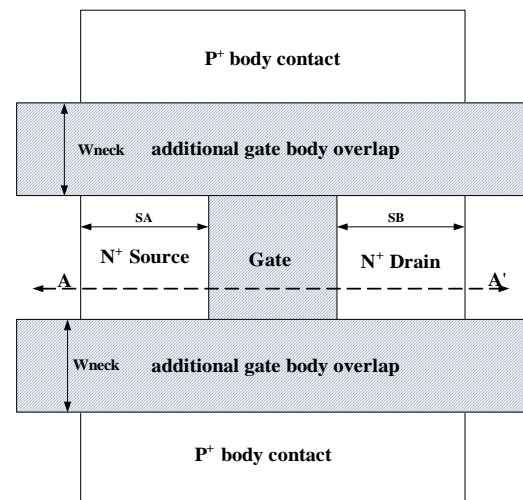 P+ body contact
Wneck
additional gate body overlap
SA
SB
N+ Source
Gate
N+ Drain
A
A'
Wneck
additional gate body overlap
P+ body contact